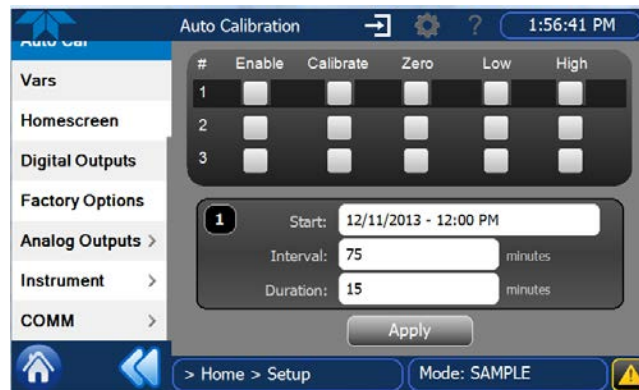 Auto Calibration ? 1:56:41 PM
Auto Cal
Vars
Homescreen
Digital Outputs
Factory Options
Analog Outputs >
Instrument >
COMM >
# Enable Calibrate Zero Low High
1
2
3
1
Start: 12/11/2013 - 12:00 PM
Interval: 75 minutes
Duration: 15 minutes
Apply
> Home > Setup Mode: SAMPLE